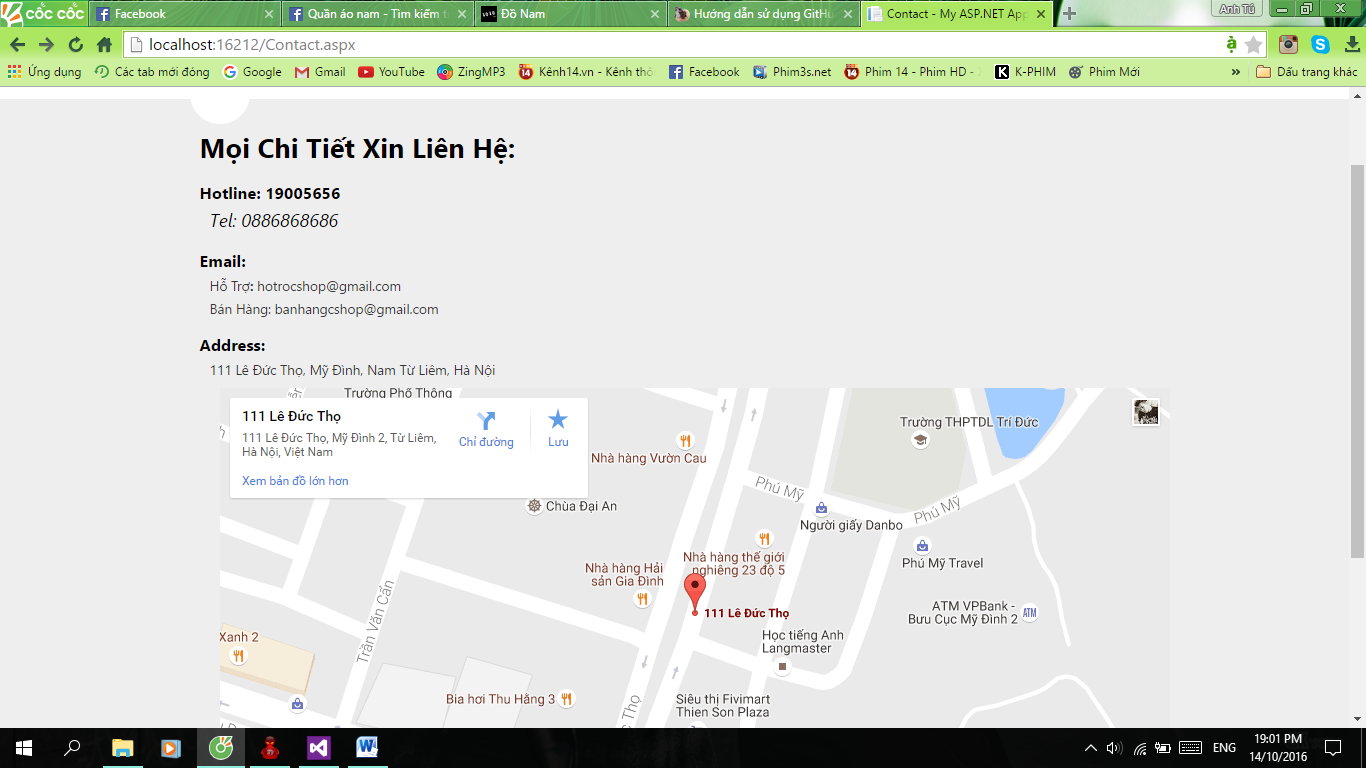 cốc cốc
Facebook
Quần áo nam - Tìm kiếm t
Đồ Nam
Hướng dẫn sử dụng GitHu
Contact - My ASP.NET App
Anh Tú
localhost:16212/Contact.aspx
Ứng dụng
Các tab mới đóng
Google
Gmail
YouTube
ZingMP3
Kênh14.vn - Kênh thô
Facebook
Phim3s.net
Phim 14 - Phim HD -
K-PHIM
Phim Mới
»
Dấu trang khác
Mọi Chi Tiết Xin Liên Hệ:
Hotline: 19005656
Tel: 0886868686
Email:
Hỗ Trợ: hotrocshop@gmail.com
Bán Hàng: banhangcshop@gmail.com
Address:
111 Lê Đức Thọ, Mỹ Đình, Nam Từ Liêm, Hà Nội
Trường Phổ Thông
111 Lê Đức Thọ
111 Lê Đức Thọ, Mỹ Đình 2, Từ Liêm,
Hà Nội, Việt Nam
Chỉ đường
Lưu
Xem bản đồ lớn hơn
Trường THPTDL Trí Đức
Nhà hàng Vườn Cau
Phú Mỹ
Phú Mỹ
Chùa Đại An
Người giấy Danbo
Nhà hàng thế giới
nghiêng 23 độ 5
Phú Mỹ Travel
Nhà hàng Hải
sản Gia Đình
111 Lê Đức Thọ
ATM VPBank -
Bưu Cục Mỹ Đình 2
ATM
Trần Văn Cẩn
Xanh 2
Học tiếng Anh
Langmaster
Bia hơi Thu Hằng 3
Siêu thị Fivimart
Thien Son Plaza
Thọ
ENG
19:01 PM
14/10/2016